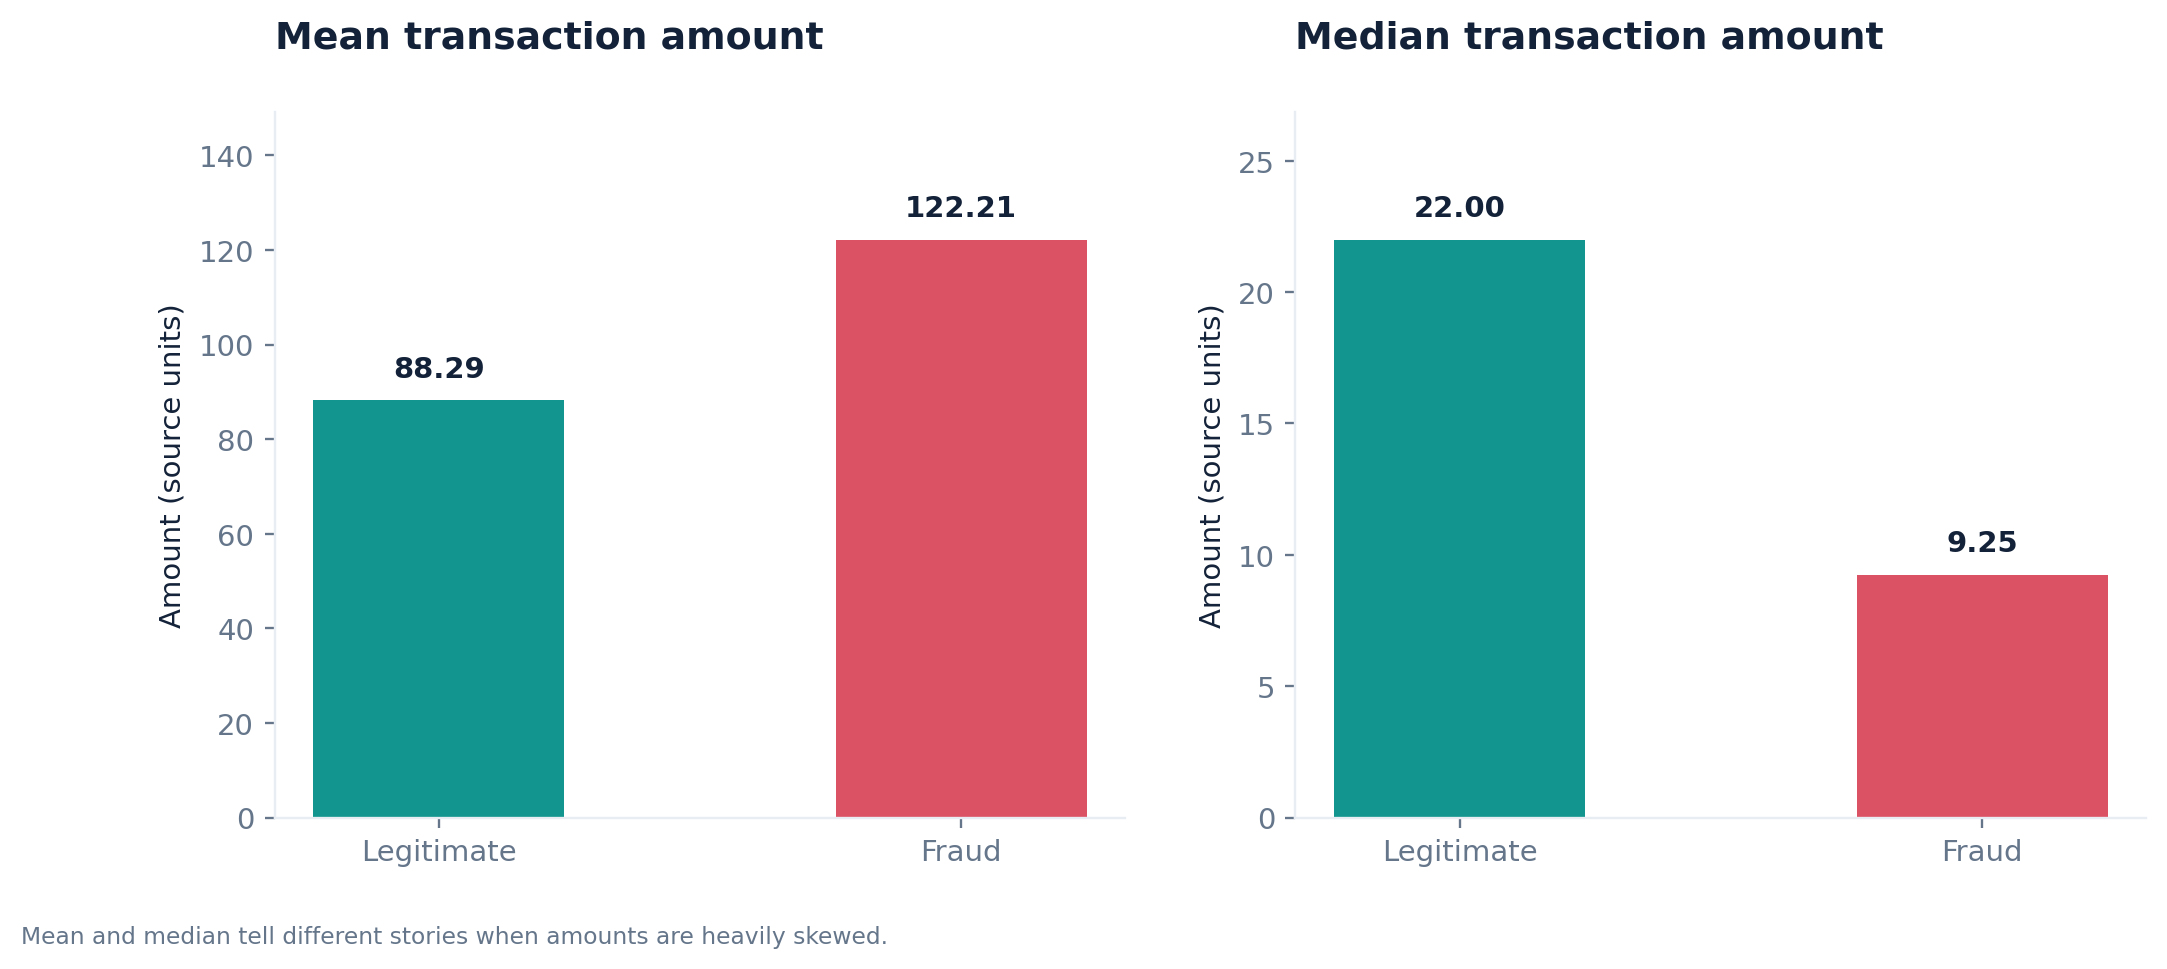 Mean transaction amount
Amount (source units)
140
120
100
80
60
40
20
0
88.29
122.21
Legitimate
Fraud
Median transaction amount
Amount (source units)
25
20
15
10
5
0
22.00
9.25
Legitimate
Fraud
Mean and median tell different stories when amounts are heavily skewed.